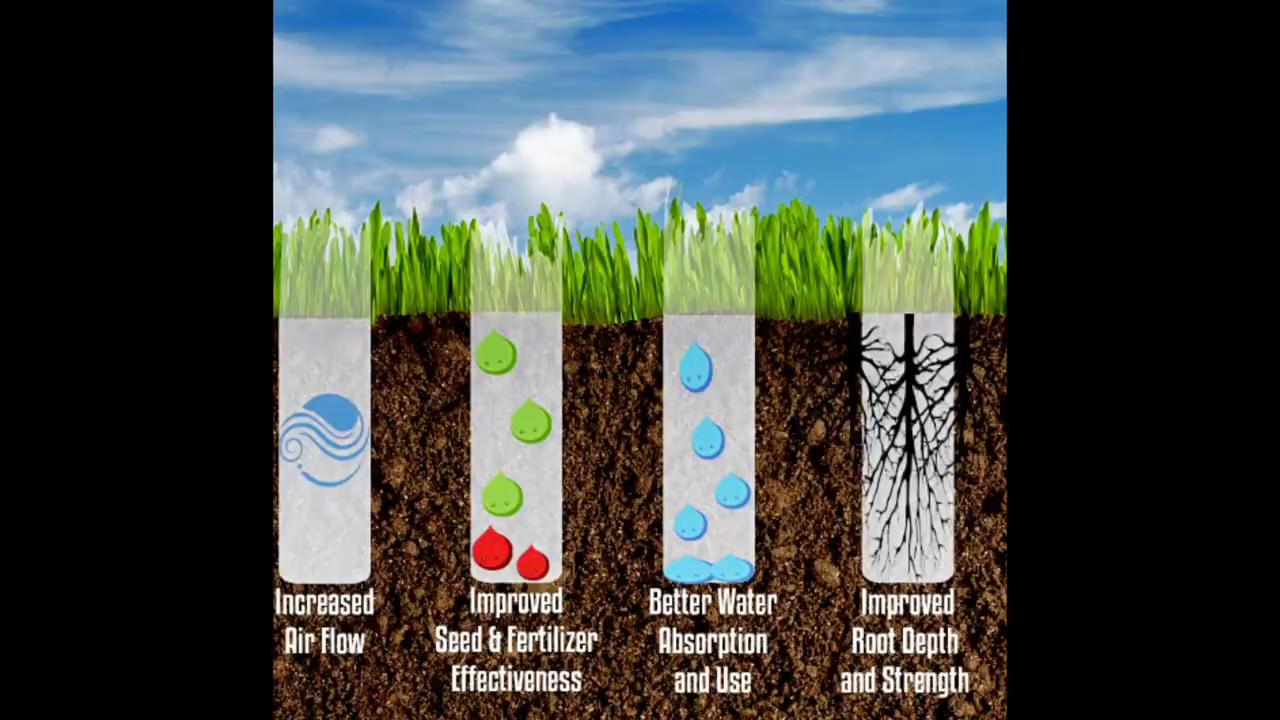 Increased
Air Flow
Improved
Seed & Fertilizer
Effectiveness
Better Water
Absorption
and Use
Improved
Root Depth
and Strength